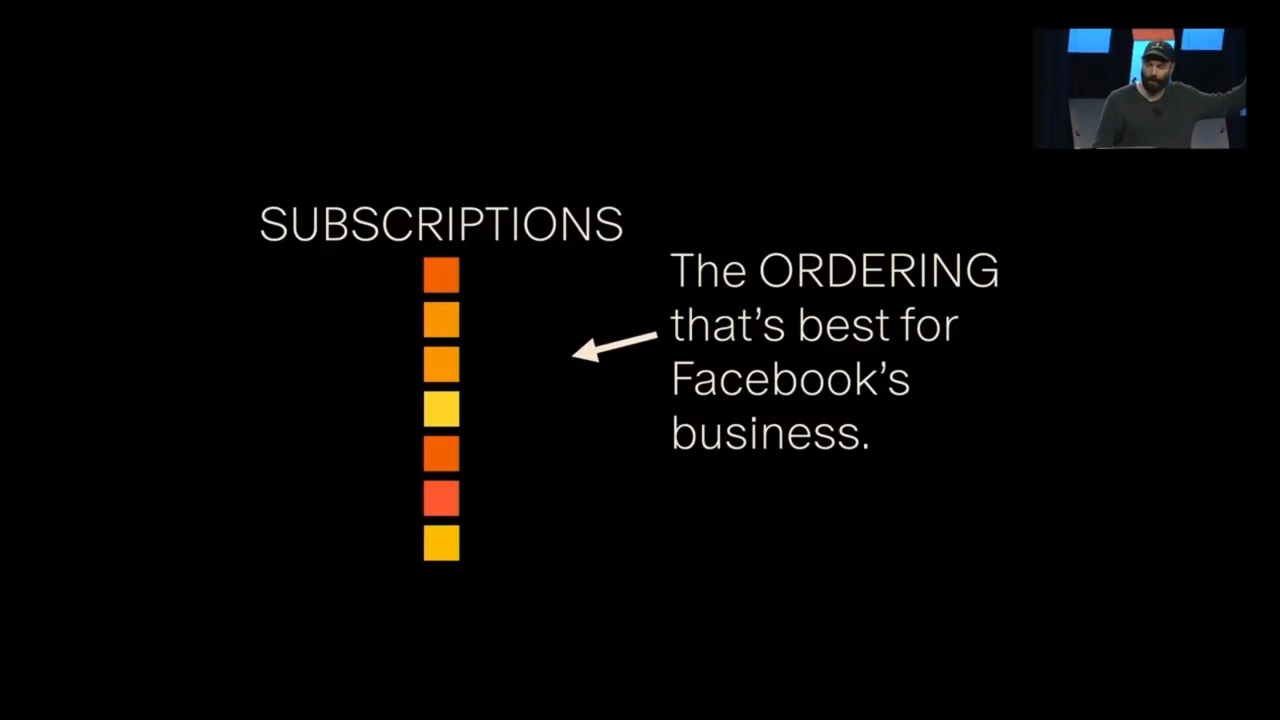 SUBSCRIPTIONS
The ORDERING
that’s best for
Facebook’s
business.